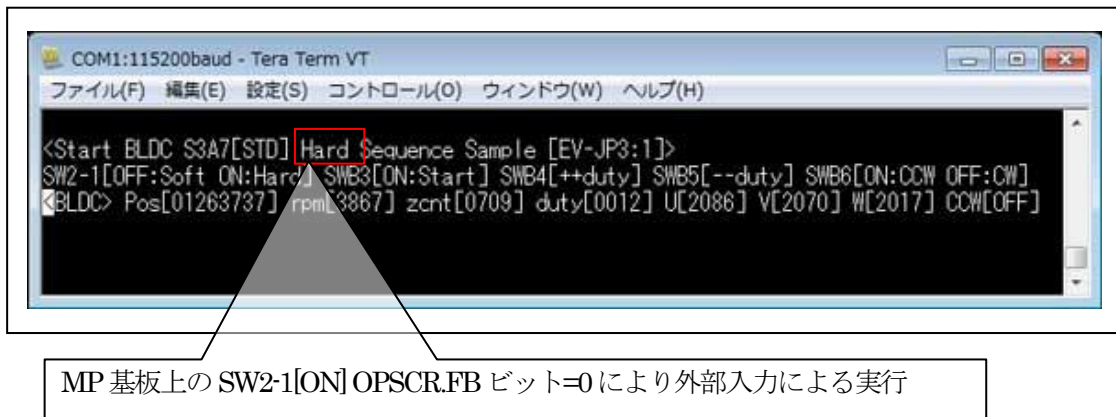 COM1:115200baud - Tera Term VT
ファイル(F) 編集(E) 設定(S) コントロール(O) ウィンドウ(W) ヘルプ(H)
<Start BLDC S3A7[STD] Hard Sequence Sample [EV-JP3:1]>
SW2-1[OFF:Soft ON:Hard] SWB3[ON:Start] SWB4[++duty] SWB5[--duty] SWB6[ON:CCW OFF:CW]
<BLDC> Pos[01263737] rpm[3867] zcnt[0709] duty[0012] U[2086] V[2070] W[2017] CCW[OFF]
MP 基板上の SW2-1[ON] OPSCR.FB ビット=0 により外部入力による実行